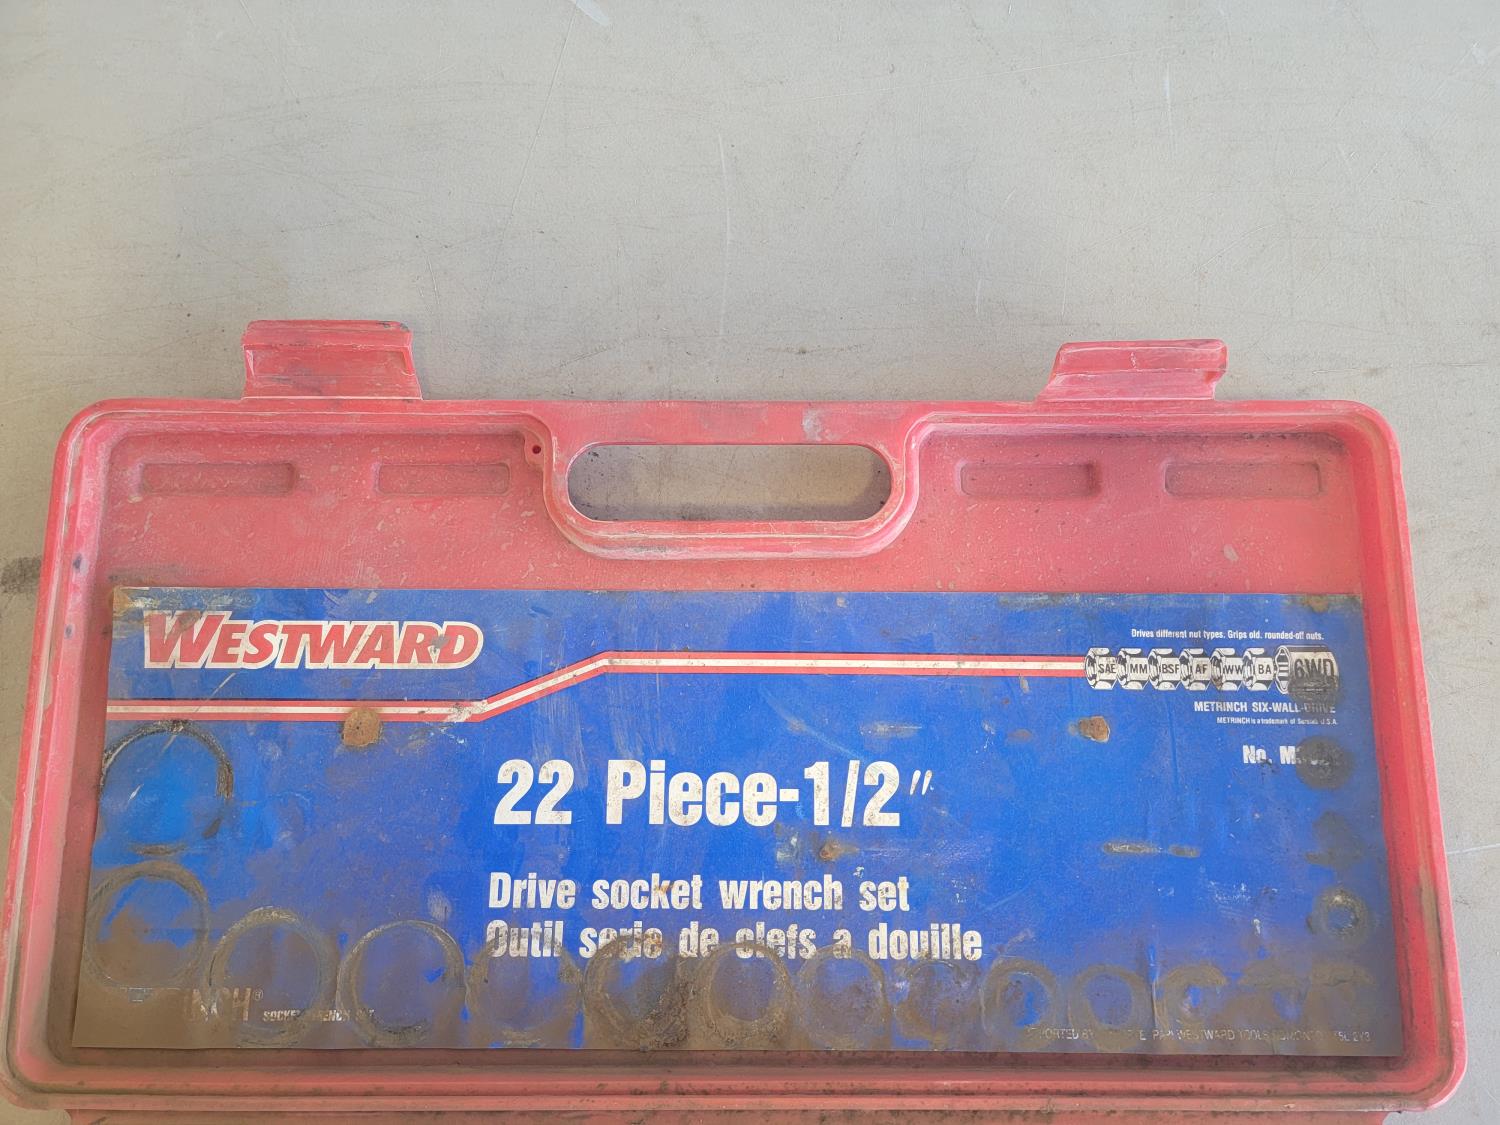 WESTWARD
Drives different nut types. Grips old, rounded-off nuts.
SAE MM BSF AF WW BA 6WD
METRINCH SIX-WALL-DRIVE
METRINCH is a trademark of U.S.A.
No.
22 Piece-1/2"
Drive socket wrench set
Outil serie de clefs a douille
SOCKET WRENCH SET
WESTWARD TOOLS